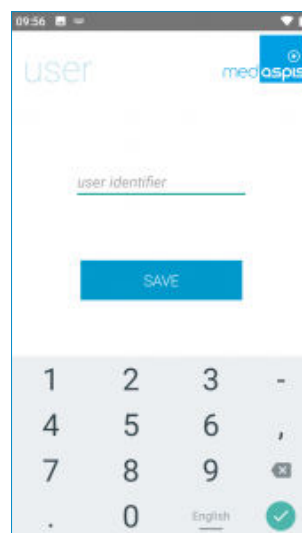 09:56
user
medaspis
user identifier
SAVE
1 2 3 -
4 5 6 ,
7 8 9
. 0 English